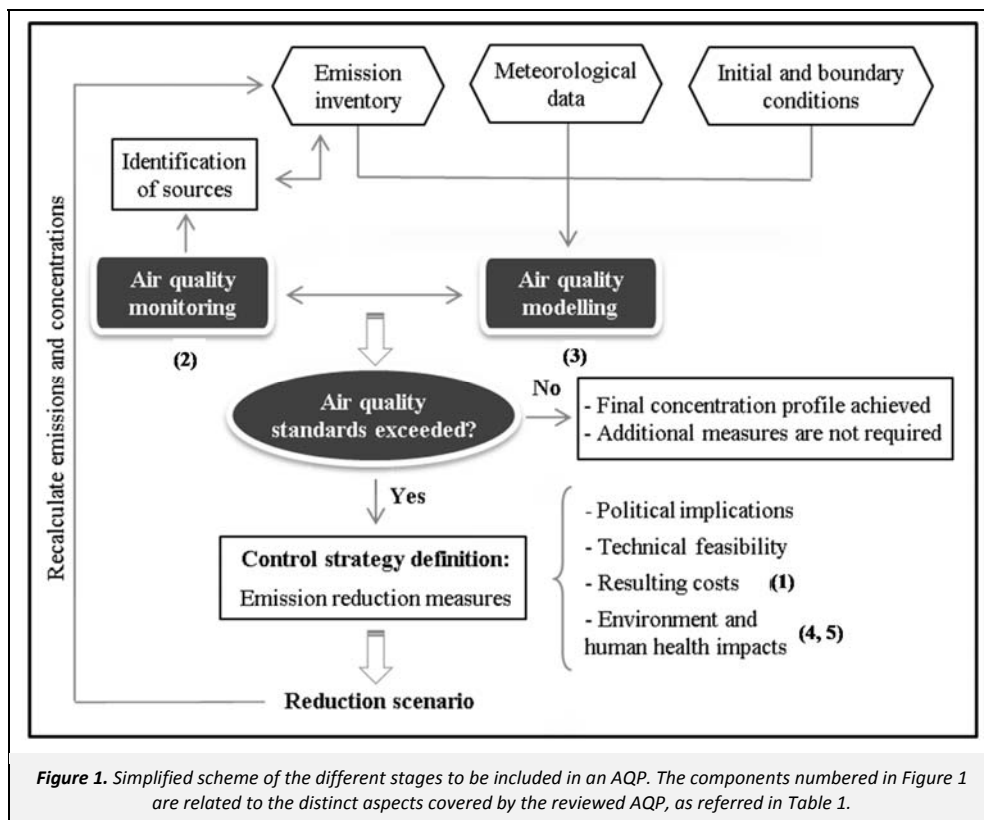 Emission
inventory
Meteorological
data
Initial and boundary
conditions
Identification
of sources
Recalculate emissions and concentrations
Air quality
monitoring
(2)
Air quality
modelling
(3)
Air quality
standards exceeded?
No
- Final concentration profile achieved
- Additional measures are not required
Yes
Control strategy definition:
Emission reduction measures
- Political implications
- Technical feasibility
- Resulting costs (1)
- Environment and
human health impacts (4, 5)
Reduction scenario
Figure 1. Simplified scheme of the different stages to be included in an AQP. The components numbered in Figure 1
are related to the distinct aspects covered by the reviewed AQP, as referred in Table 1.